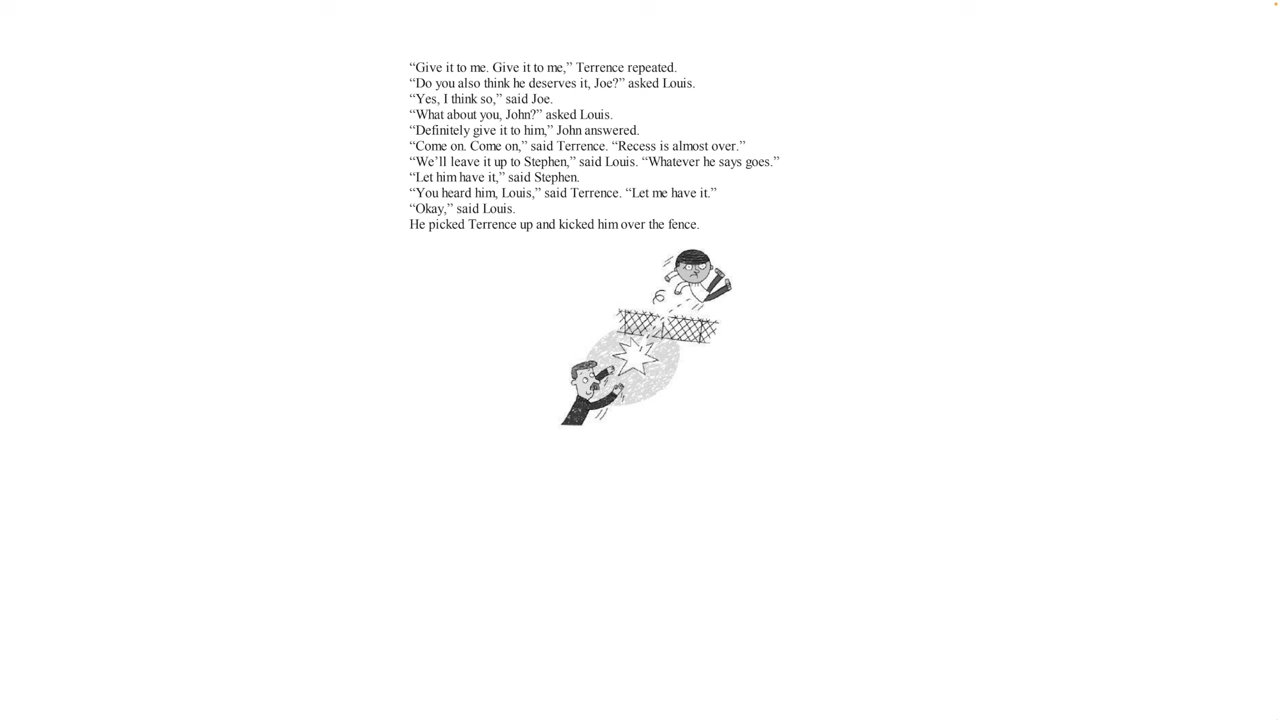 “Give it to me. Give it to me,” Terrence repeated.
“Do you also think he deserves it, Joe?” asked Louis.
“Yes, I think so,” said Joe.
“What about you, John?” asked Louis.
“Definitely give it to him,” John answered.
“Come on. Come on,” said Terrence. “Recess is almost over.”
“We’ll leave it up to Stephen,” said Louis. “Whatever he says goes.”
“Let him have it,” said Stephen.
“You heard him, Louis,” said Terrence. “Let me have it.”
“Okay,” said Louis.
He picked Terrence up and kicked him over the fence.